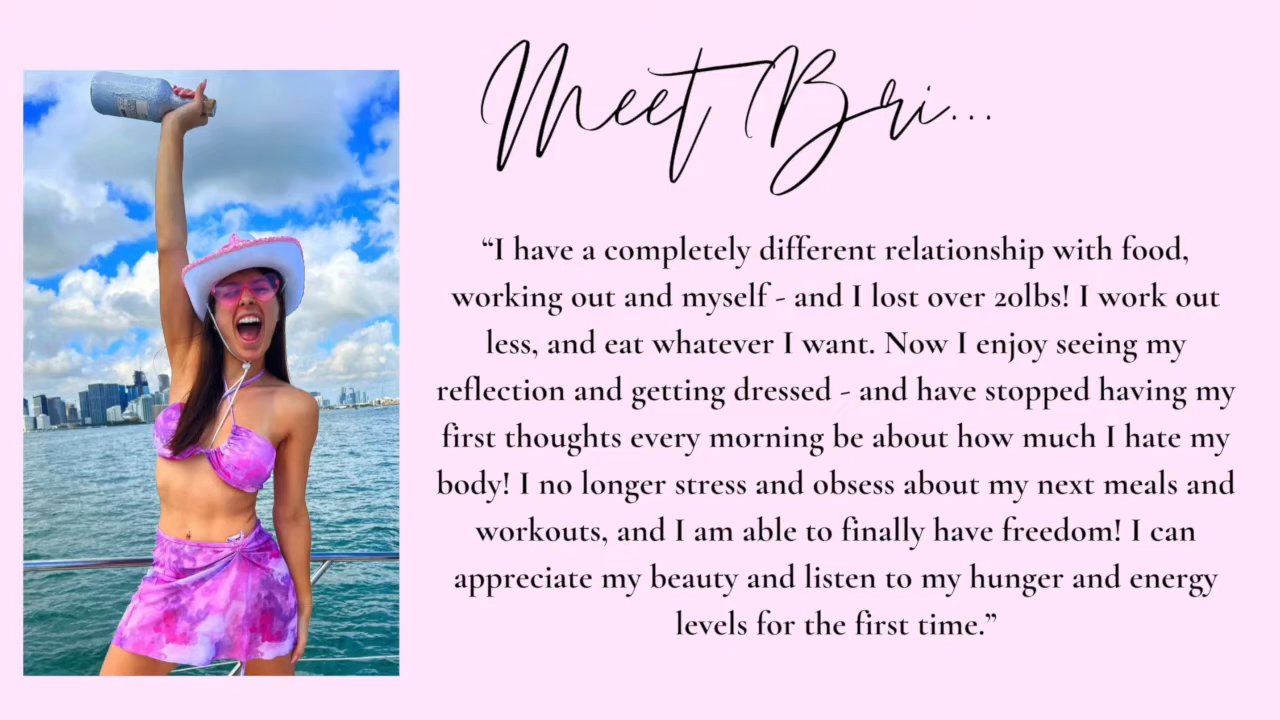 Meet Bri...
“I have a completely different relationship with food,
working out and myself - and I lost over 20lbs! I work out
less, and eat whatever I want. Now I enjoy seeing my
reflection and getting dressed - and have stopped having my
first thoughts every morning be about how much I hate my
body! I no longer stress and obsess about my next meals and
workouts, and I am able to finally have freedom! I can
appreciate my beauty and listen to my hunger and energy
levels for the first time.”